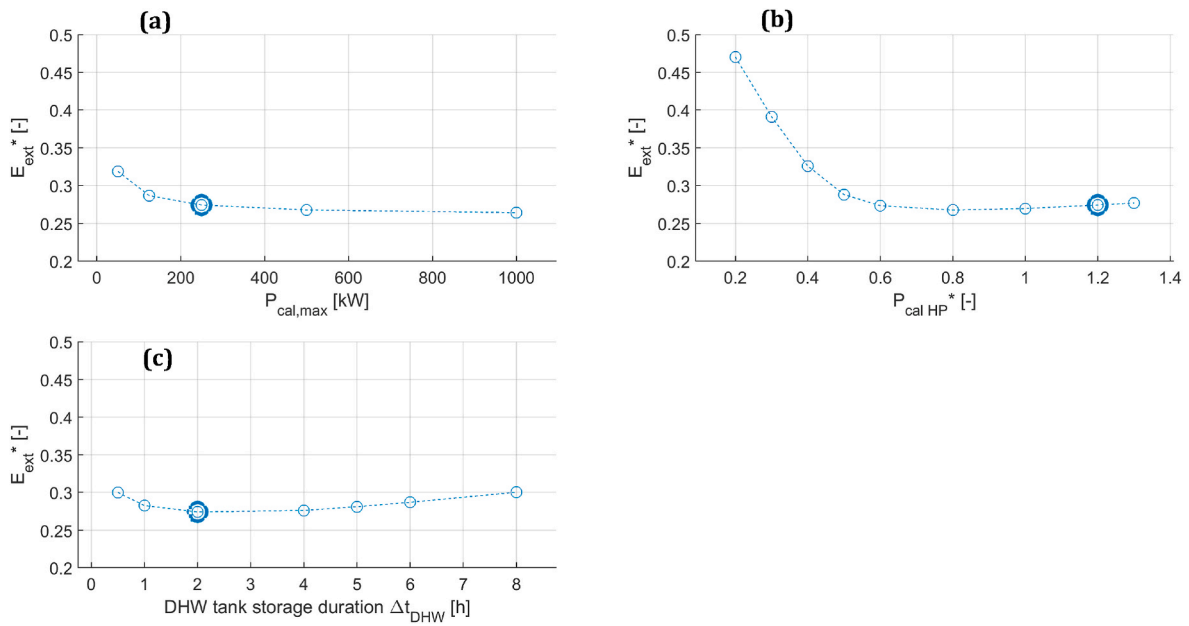 (a)
0.5
0.45
0.4
0.35
0.3
0.25
0.2
E_ext* [-]
0 200 400 600 800 1000
P_cal,max [kW]
(b)
0.5
0.45
0.4
0.35
0.3
0.25
0.2
E_ext* [-]
0.2 0.4 0.6 0.8 1 1.2 1.4
P_cal HP* [-]
(c)
0.5
0.45
0.4
0.35
0.3
0.25
0.2
E_ext* [-]
0 1 2 3 4 5 6 7 8
DHW tank storage duration Δt_DHW [h]